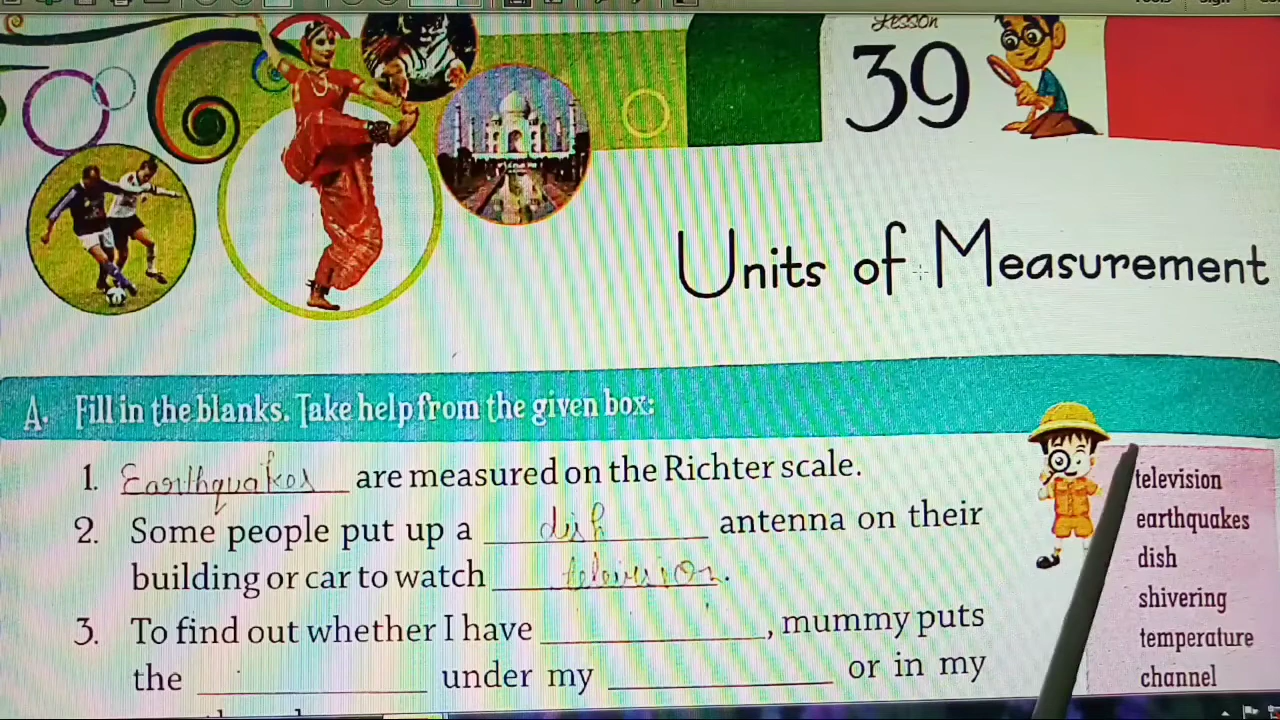 Lesson
39
Units of Measurement
A. Fill in the blanks. Take help from the given box:
1. Earthquakes are measured on the Richter scale.
2. Some people put up a dish antenna on their
building or car to watch television.
3. To find out whether I have ____________, mummy puts
the ____________ under my ____________ or in my
television
earthquakes
dish
shivering
temperature
channel